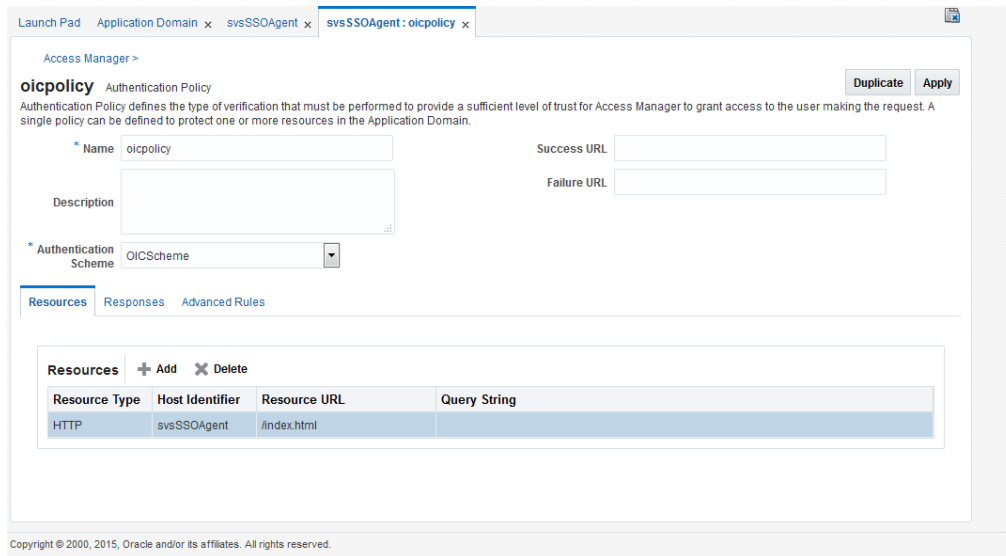 Launch Pad Application Domain x svsSSOAgent x svsSSOAgent : oicpolicy x
Access Manager >
oicpolicy Authentication Policy Duplicate Apply
Authentication Policy defines the type of verification that must be performed to provide a sufficient level of trust for Access Manager to grant access to the user making the request. A
single policy can be defined to protect one or more resources in the Application Domain.
* Name oicpolicy Success URL
Failure URL
Description
* Authentication
Scheme OICScheme
Resources Responses Advanced Rules
Resources Add Delete
Resource Type Host Identifier Resource URL Query String
HTTP svsSSOAgent /index.html
Copyright © 2000, 2015, Oracle and/or its affiliates. All rights reserved.